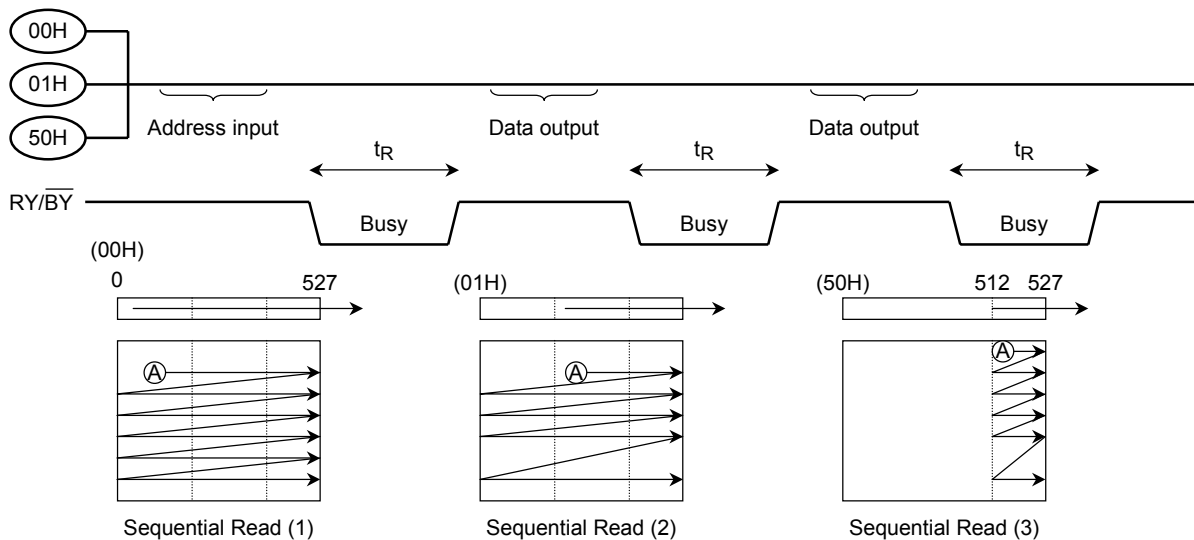 00H
01H
50H
Address input
Data output
Data output
tR
tR
tR
RY/B̅Y̅
Busy
Busy
Busy
(00H)
0 527
(01H)
(50H) 512 527
A
A
A
Sequential Read (1)
Sequential Read (2)
Sequential Read (3)